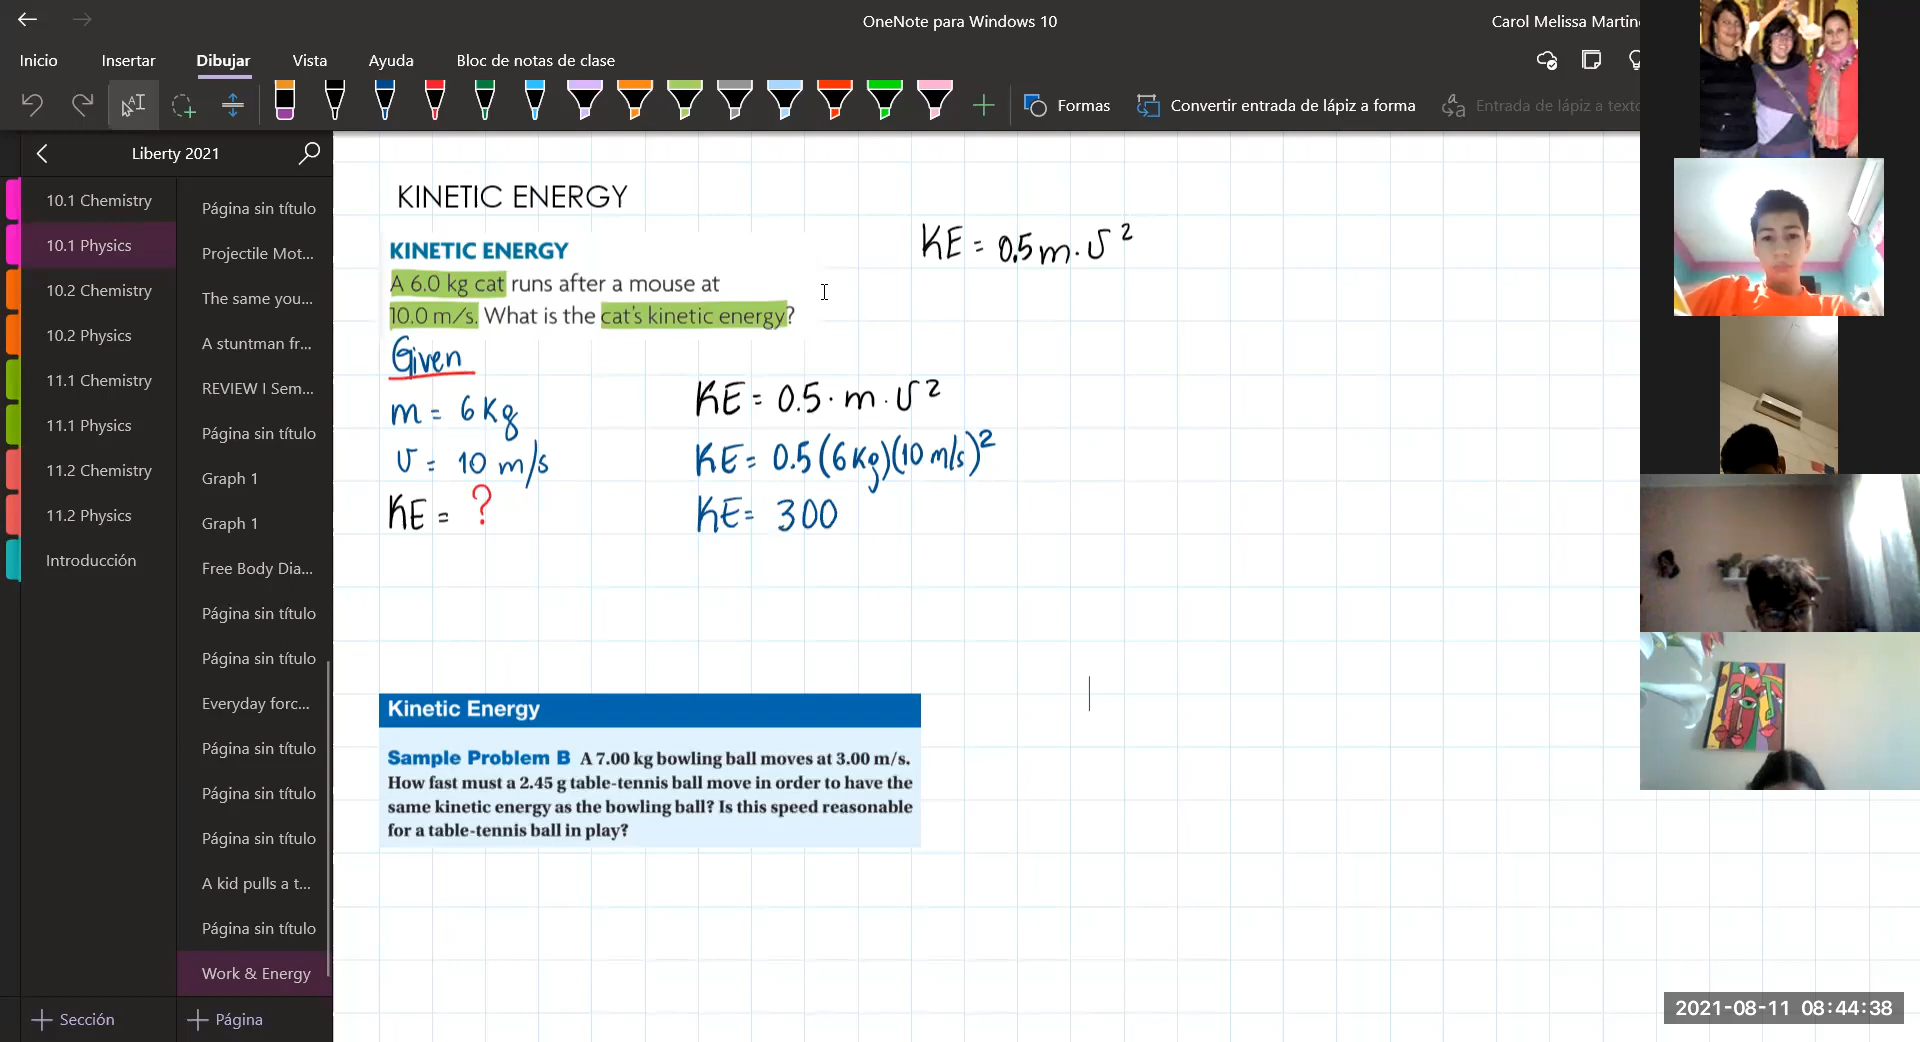 OneNote para Windows 10
Carol Melissa Martin
Inicio
Insertar
Dibujar
Vista
Ayuda
Bloc de notas de clase
Formas
Convertir entrada de lápiz a forma
Entrada de lápiz a texto
Liberty 2021
10.1 Chemistry
10.1 Physics
10.2 Chemistry
10.2 Physics
11.1 Chemistry
11.1 Physics
11.2 Chemistry
11.2 Physics
Introducción
Sección
Página sin título
Projectile Mot...
The same you...
A stuntman fr...
REVIEW I Sem...
Página sin título
Graph 1
Graph 1
Free Body Dia...
Página sin título
Página sin título
Everyday forc...
Página sin título
Página sin título
Página sin título
A kid pulls a t...
Página sin título
Work & Energy
Página
KINETIC ENERGY
KINETIC ENERGY
A 6.0 kg cat runs after a mouse at
10.0 m/s. What is the cat's kinetic energy?
KE = 0.5 m · v²
Given
m = 6 Kg
v = 10 m/s
KE = ?
KE = 0.5 · m · v²
KE = 0.5 (6 Kg)(10 m/s)²
KE = 300
Kinetic Energy
Sample Problem B A 7.00 kg bowling ball moves at 3.00 m/s.
How fast must a 2.45 g table-tennis ball move in order to have the
same kinetic energy as the bowling ball? Is this speed reasonable
for a table-tennis ball in play?
2021-08-11 08:44:38